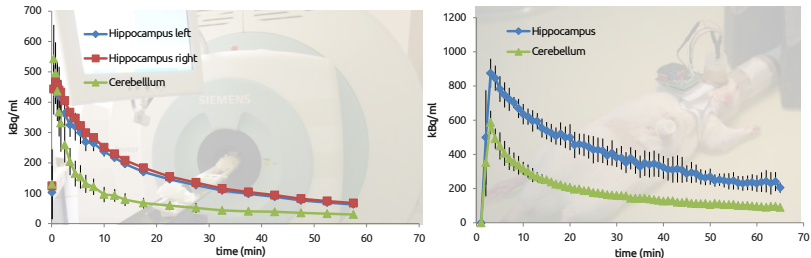 700
600
500
400
300
200
100
0
kBq/ml
Hippocampus left
Hippocampus right
Cerebelllum
SIEMENS
0 10 20 30 40 50 60 70
time (min)
1200
1000
800
600
400
200
0
kBq/ml
Hippocampus
Cerebellum
0 10 20 30 40 50 60 70
time (min)